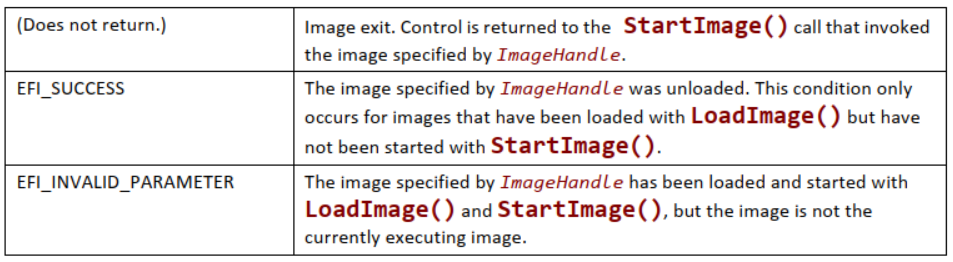 (Does not return.)
Image exit. Control is returned to the StartImage() call that invoked
the image specified by ImageHandle.
EFI_SUCCESS
The image specified by ImageHandle was unloaded. This condition only
occurs for images that have been loaded with LoadImage() but have
not been started with StartImage().
EFI_INVALID_PARAMETER
The image specified by ImageHandle has been loaded and started with
LoadImage() and StartImage(), but the image is not the
currently executing image.